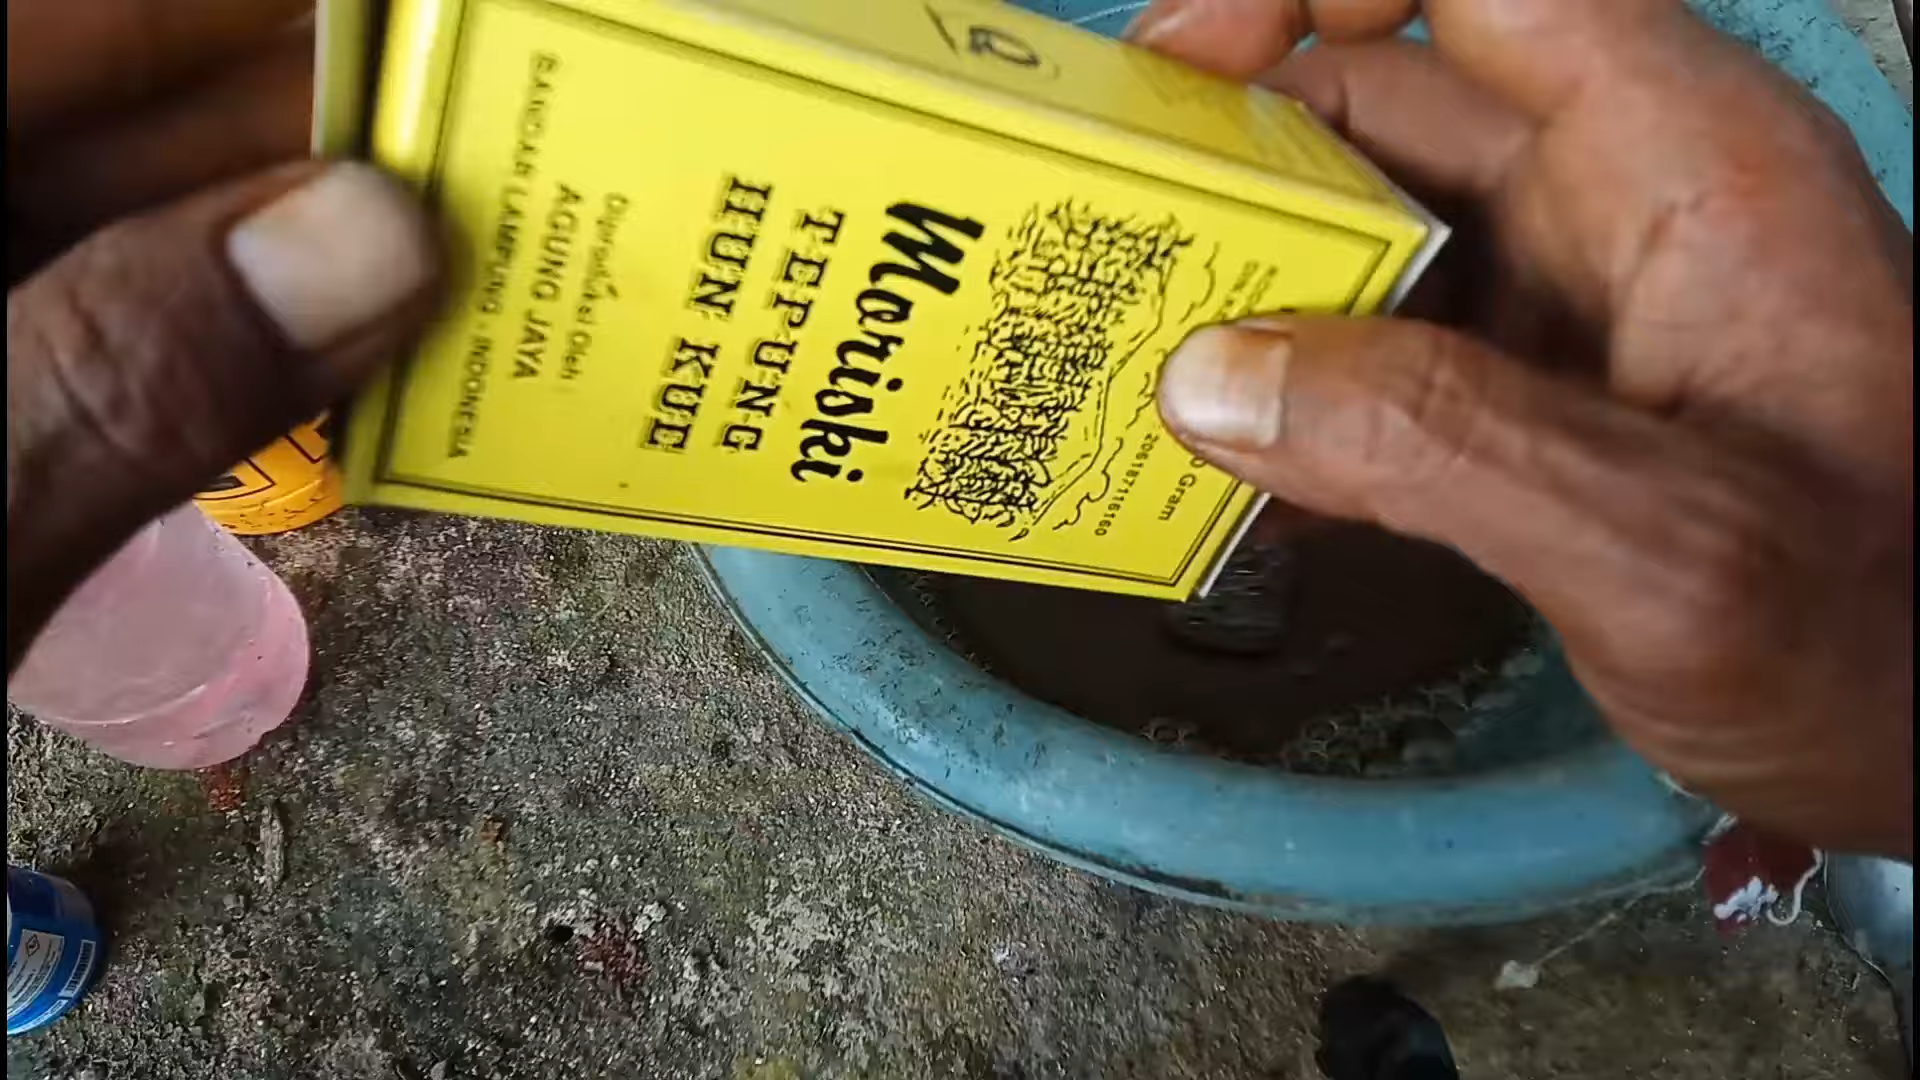 Gram
206187116160
Moriski
TEPUNG
HUN KUE
Diproduksi Oleh
AGUNG JAYA
BANDAR LAMPUNG - INDONESIA